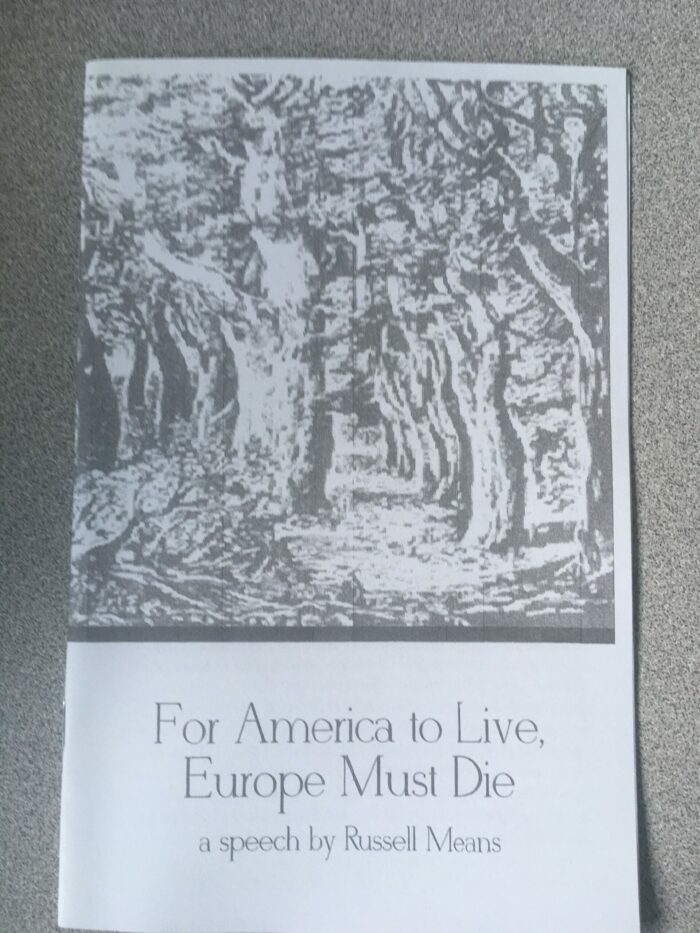 For America to Live,
Europe Must Die
a speech by Russell Means